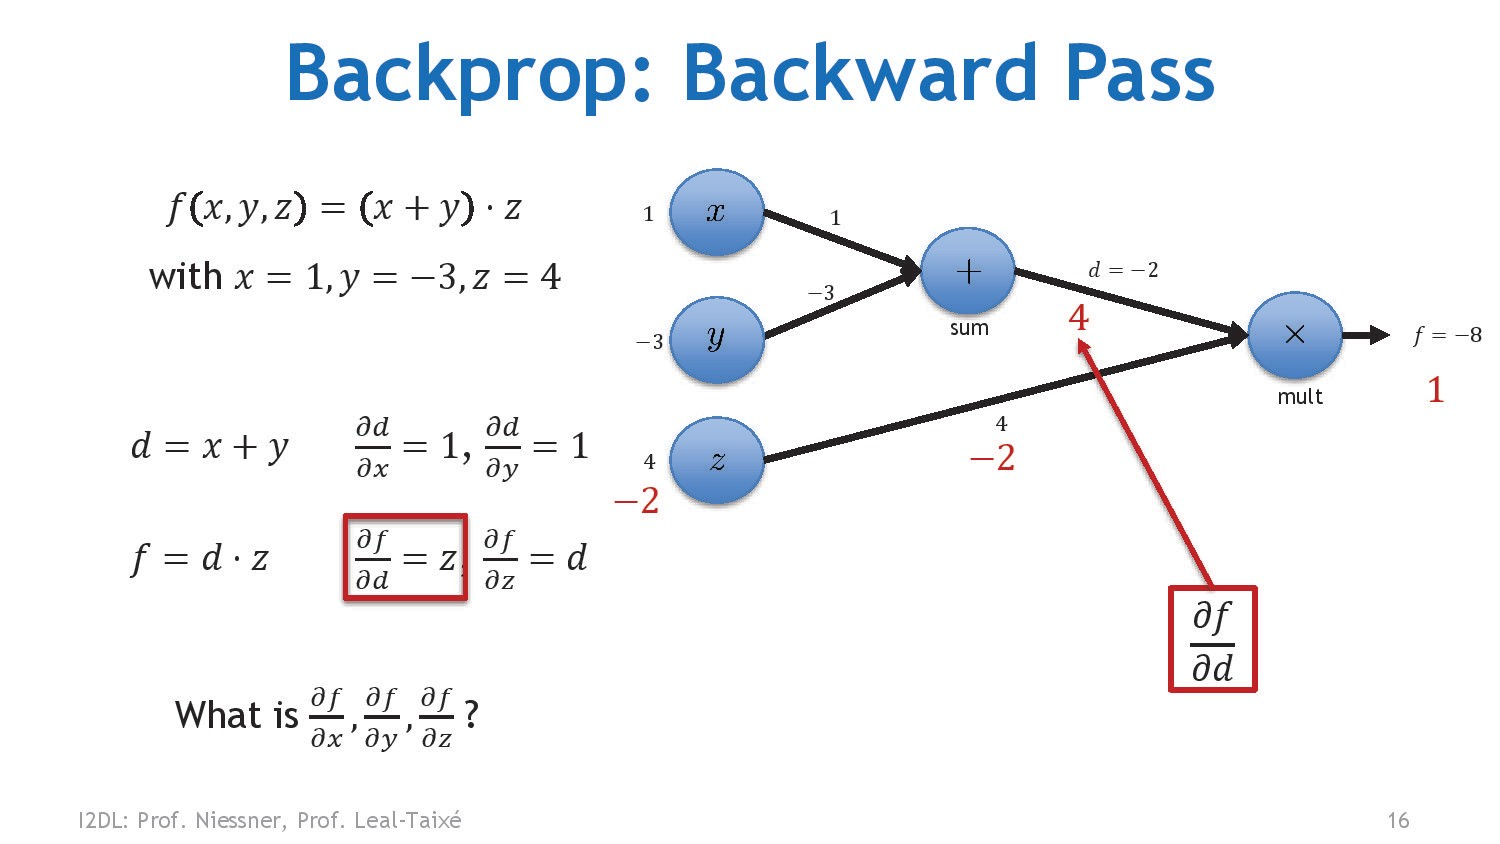 Backprop: Backward Pass
f(x, y, z) = (x + y) · z
with x = 1, y = −3, z = 4
d = x + y   ∂d/∂x = 1, ∂d/∂y = 1
f = d · z   ∂f/∂d = z, ∂f/∂z = d
What is ∂f/∂x, ∂f/∂y, ∂f/∂z ?
1 x 1
−3 y −3
4 z 4
−2 −2
+
sum
d = −2
4
×
mult
f = −8
1
∂f/∂d
I2DL: Prof. Niessner, Prof. Leal-Taixé
16